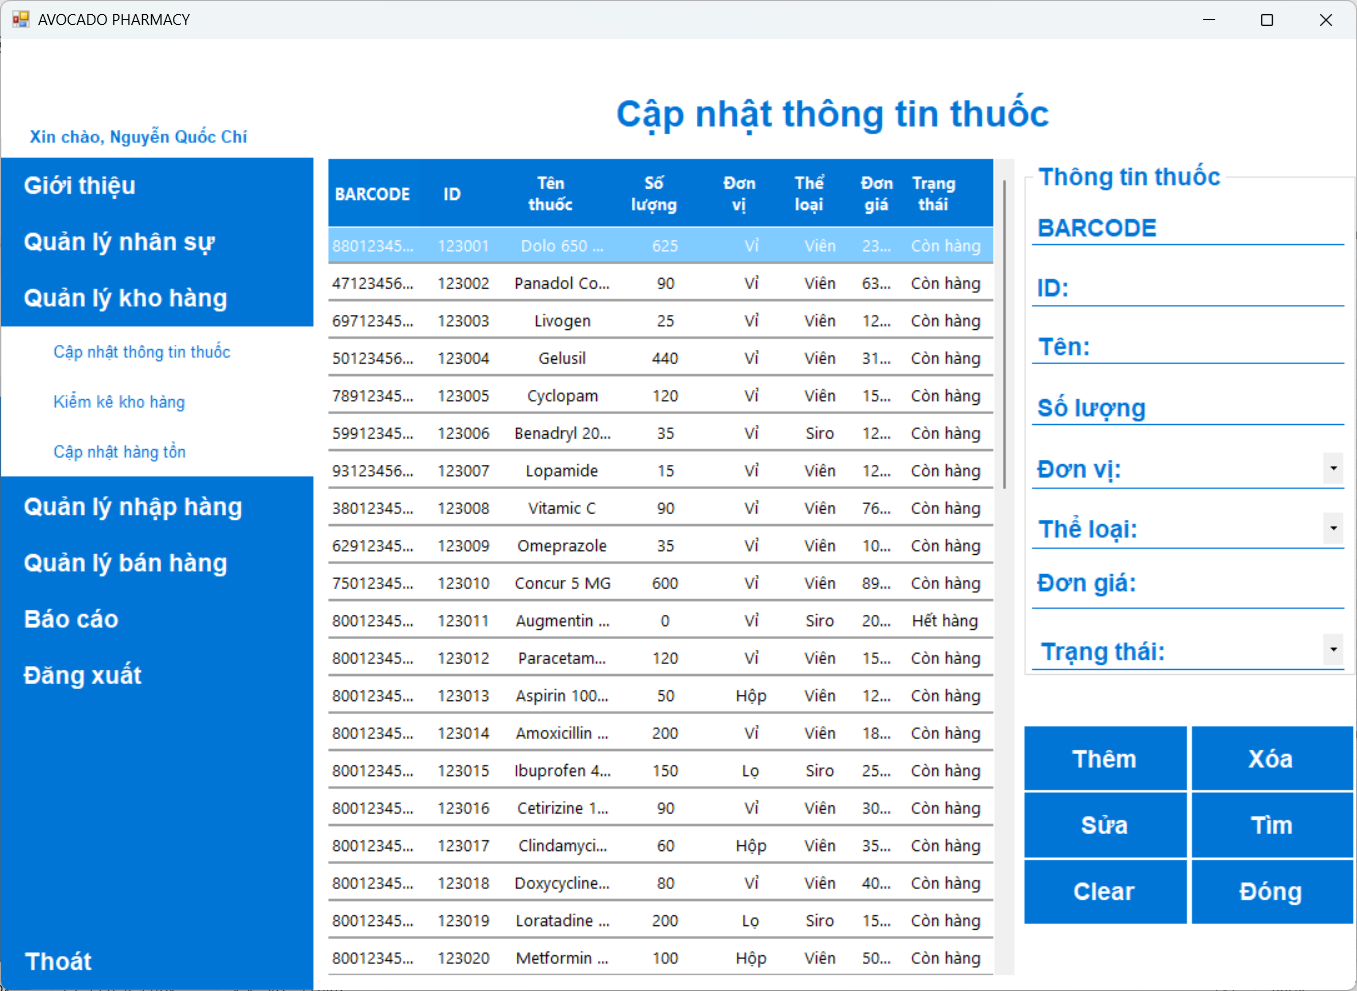 AVOCADO PHARMACY
Cập nhật thông tin thuốc
Xin chào, Nguyễn Quốc Chí
Giới thiệu
Quản lý nhân sự
Quản lý kho hàng
Cập nhật thông tin thuốc
Kiểm kê kho hàng
Cập nhật hàng tồn
Quản lý nhập hàng
Quản lý bán hàng
Báo cáo
Đăng xuất
Thoát
BARCODE ID Tên thuốc Số lượng Đơn vị Thể loại Đơn giá Trạng thái
88012345... 123001 Dolo 650 ... 625 Vỉ Viên 23... Còn hàng
47123456... 123002 Panadol Co... 90 Vỉ Viên 63... Còn hàng
69712345... 123003 Livogen 25 Vỉ Viên 12... Còn hàng
50123456... 123004 Gelusil 440 Vỉ Viên 31... Còn hàng
78912345... 123005 Cyclopam 120 Vỉ Viên 15... Còn hàng
59912345... 123006 Benadryl 20... 35 Vỉ Siro 12... Còn hàng
93123456... 123007 Lopamide 15 Vỉ Viên 12... Còn hàng
38012345... 123008 Vitamic C 90 Vỉ Viên 76... Còn hàng
62912345... 123009 Omeprazole 35 Vỉ Viên 10... Còn hàng
75012345... 123010 Concur 5 MG 600 Vỉ Viên 89... Còn hàng
80012345... 123011 Augmentin ... 0 Vỉ Siro 20... Hết hàng
80012345... 123012 Paracetam... 120 Vỉ Viên 15... Còn hàng
80012345... 123013 Aspirin 100... 50 Hộp Viên 12... Còn hàng
80012345... 123014 Amoxicillin ... 200 Vỉ Viên 18... Còn hàng
80012345... 123015 Ibuprofen 4... 150 Lọ Siro 25... Còn hàng
80012345... 123016 Cetirizine 1... 90 Vỉ Viên 30... Còn hàng
80012345... 123017 Clindamyci... 60 Hộp Viên 35... Còn hàng
80012345... 123018 Doxycycline... 80 Vỉ Viên 40... Còn hàng
80012345... 123019 Loratadine ... 200 Lọ Siro 15... Còn hàng
80012345... 123020 Metformin ... 100 Hộp Viên 50... Còn hàng
Thông tin thuốc
BARCODE
ID:
Tên:
Số lượng
Đơn vị:
Thể loại:
Đơn giá:
Trạng thái:
Thêm Xóa
Sửa Tìm
Clear Đóng